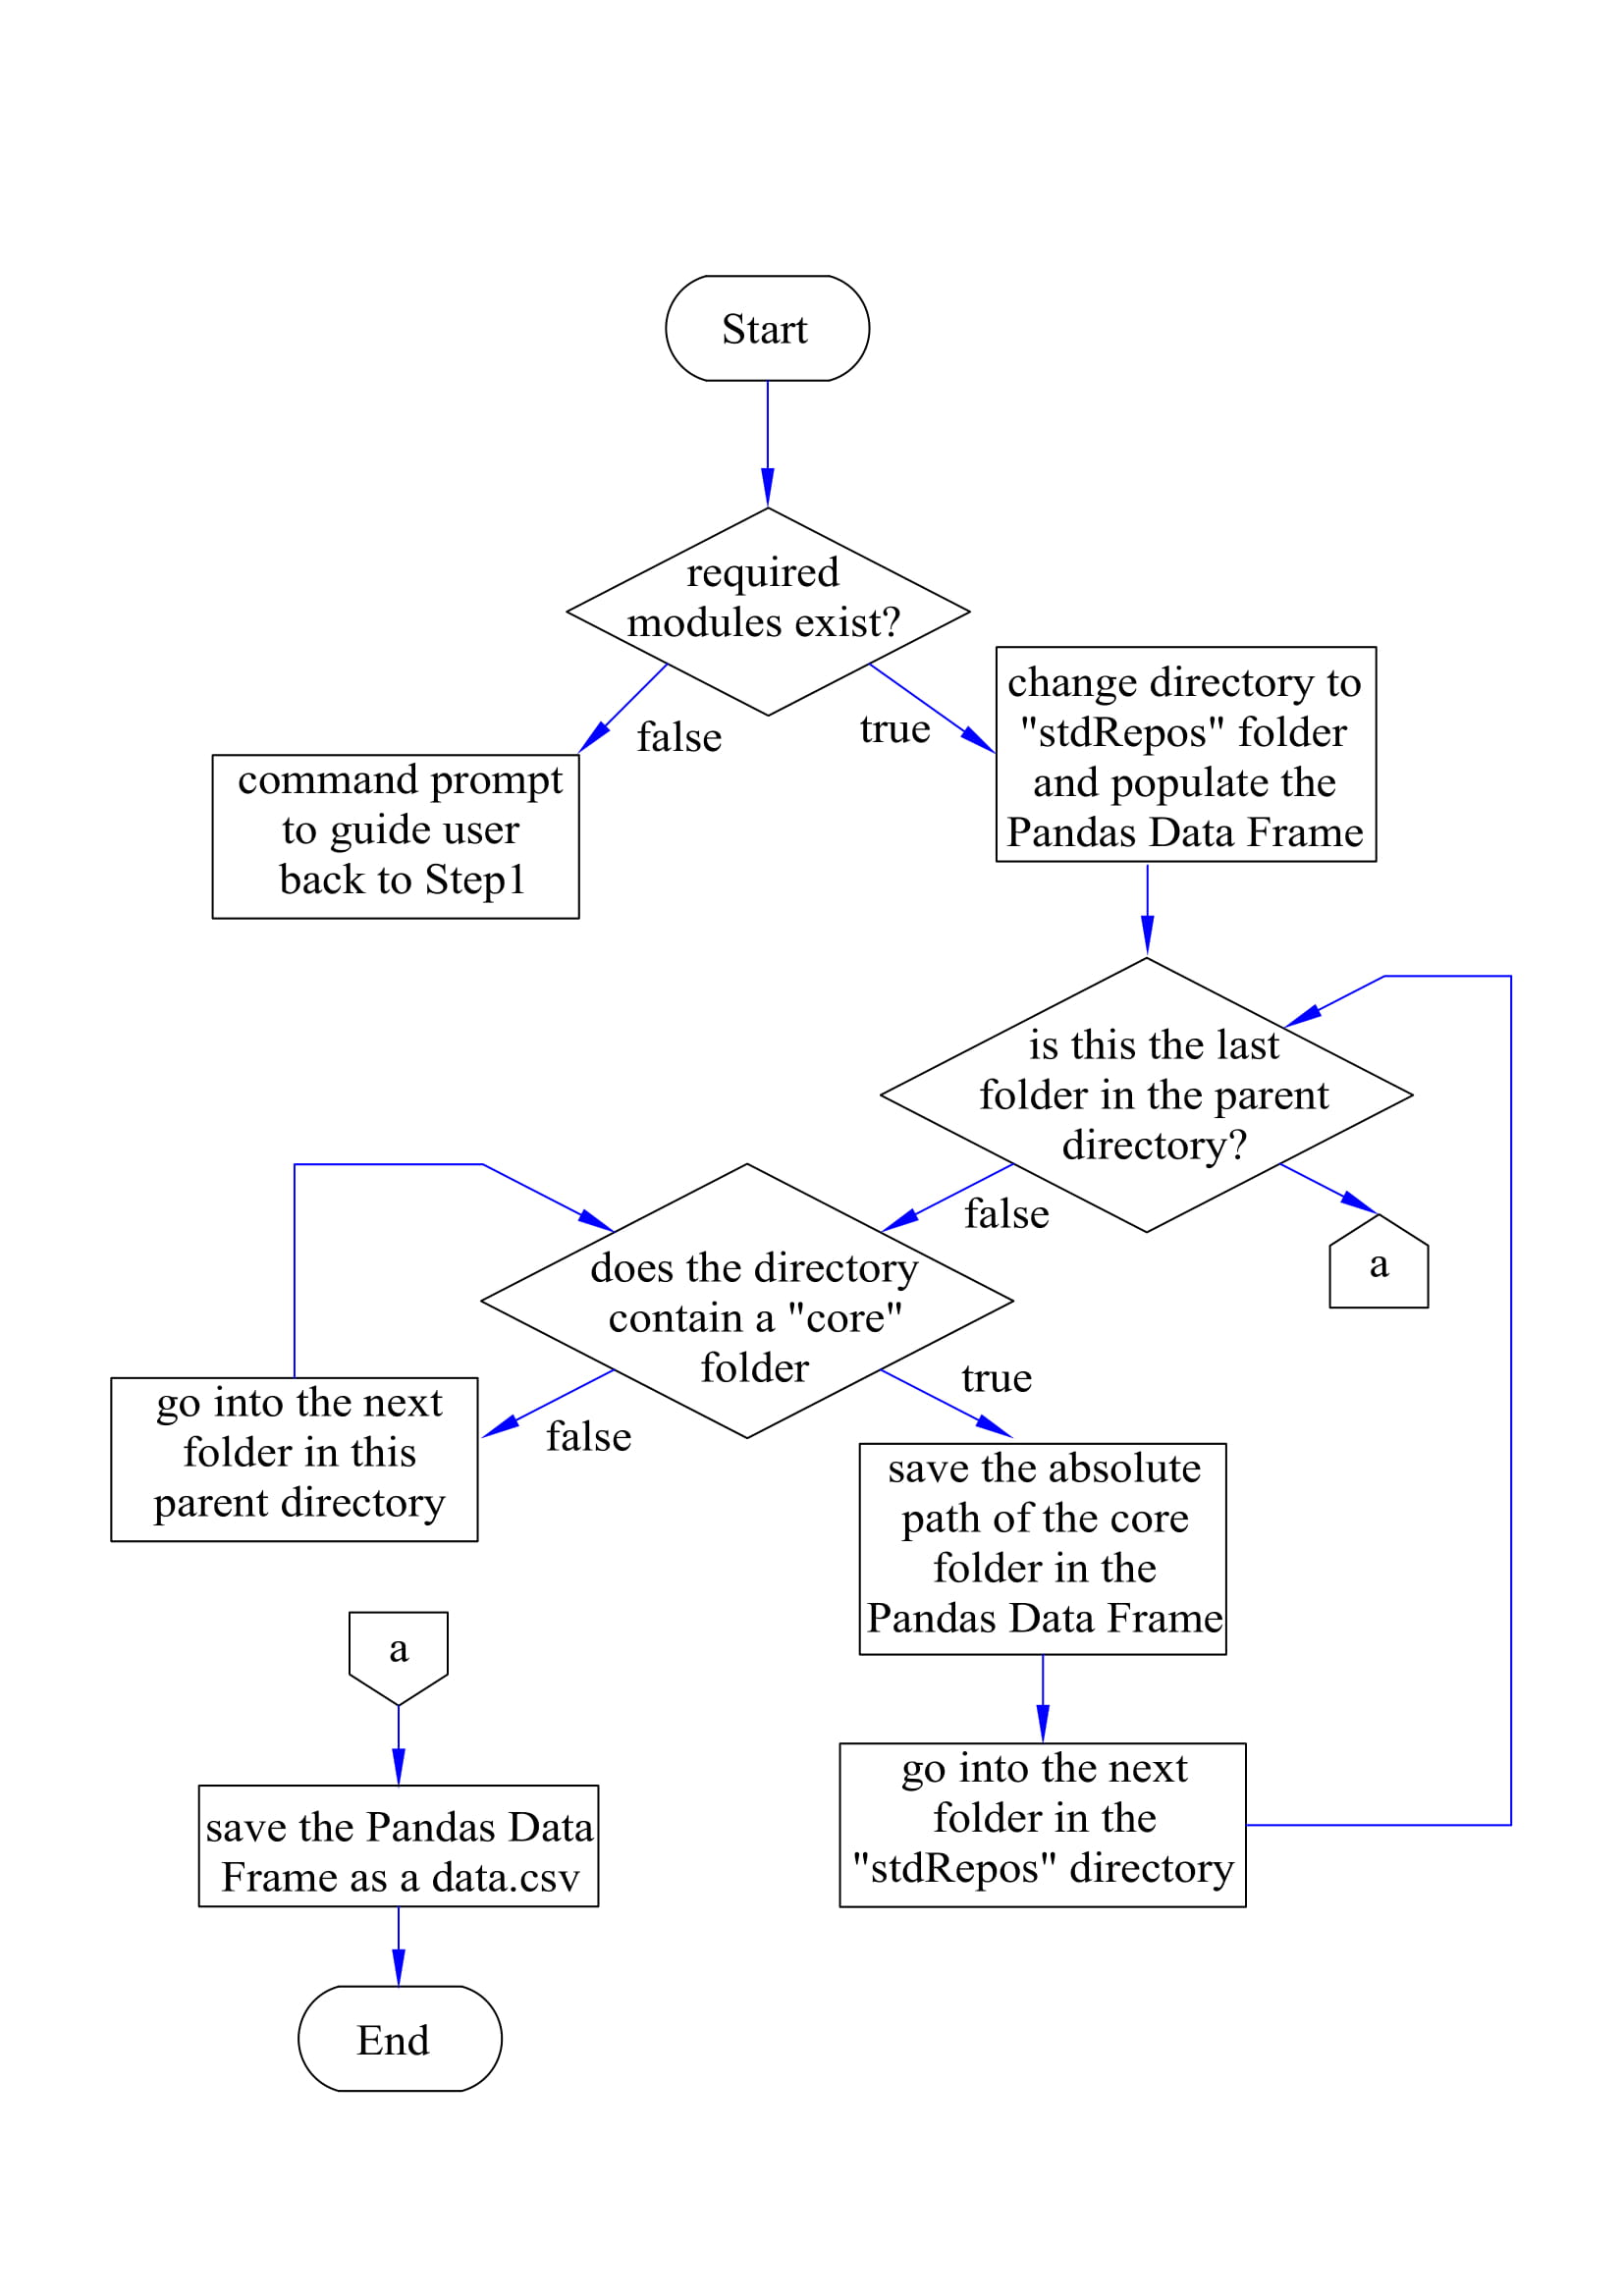 Start
required
modules exist?
false
true
change directory to
"stdRepos" folder
and populate the
Pandas Data Frame
command prompt
to guide user
back to Step1
is this the last
folder in the parent
directory?
false
a
does the directory
contain a "core"
folder
false
true
go into the next
folder in this
parent directory
save the absolute
path of the core
folder in the
Pandas Data Frame
a
go into the next
folder in the
"stdRepos" directory
save the Pandas Data
Frame as a data.csv
End